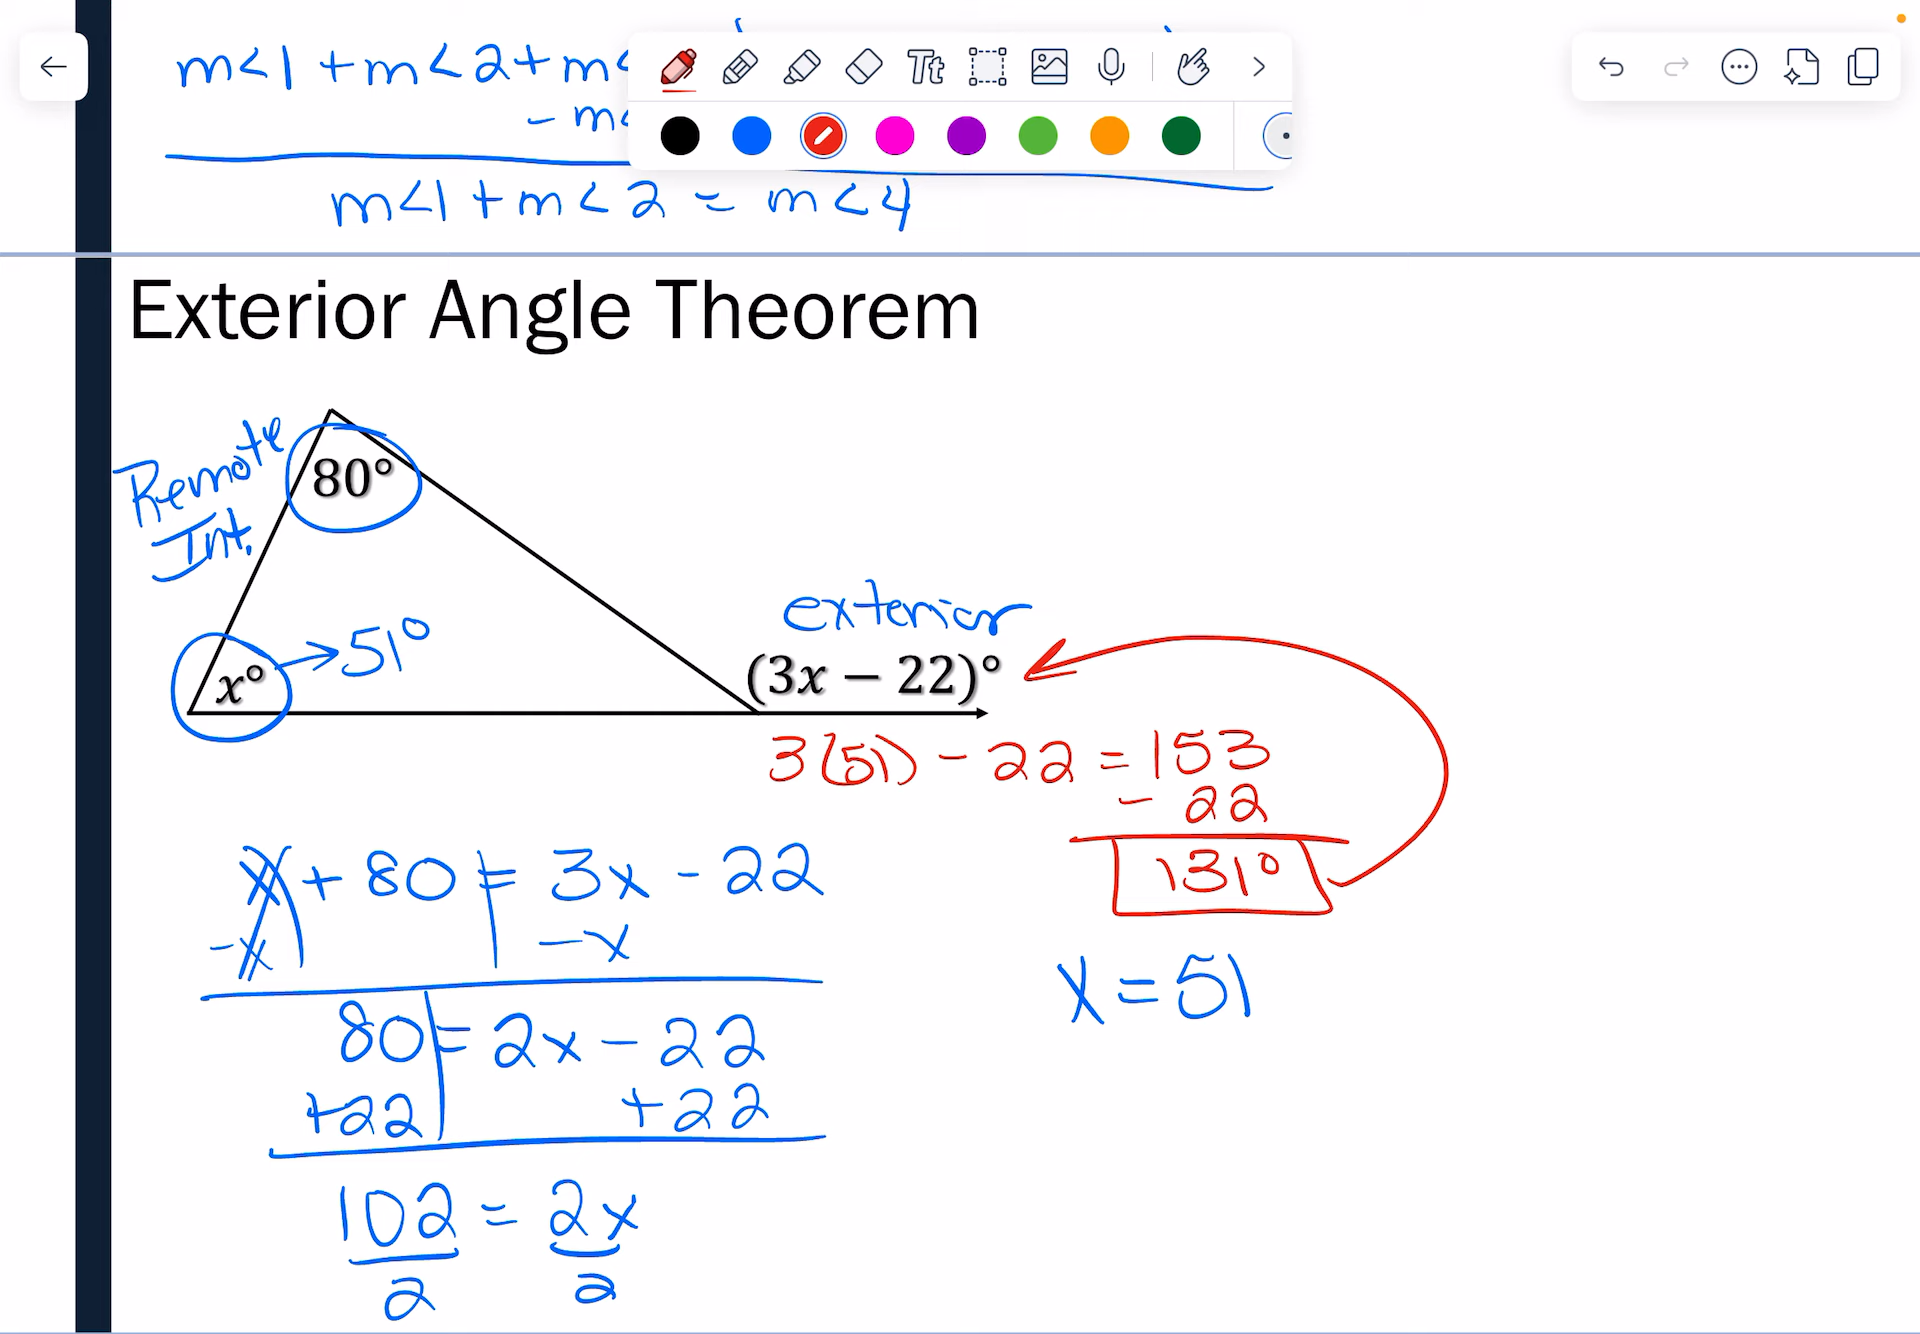 m<1 + m<2 + m<
- m<
m<1 + m<2 = m<4
Tt
Exterior Angle Theorem
Remote
Int.
80°
x° → 51°
exterior
(3x − 22)°
3(51) - 22 = 153
- 22
131°
x + 80 = 3x - 22
-x -x
80 = 2x - 22
+22 +22
102 = 2x
2 2
x = 51